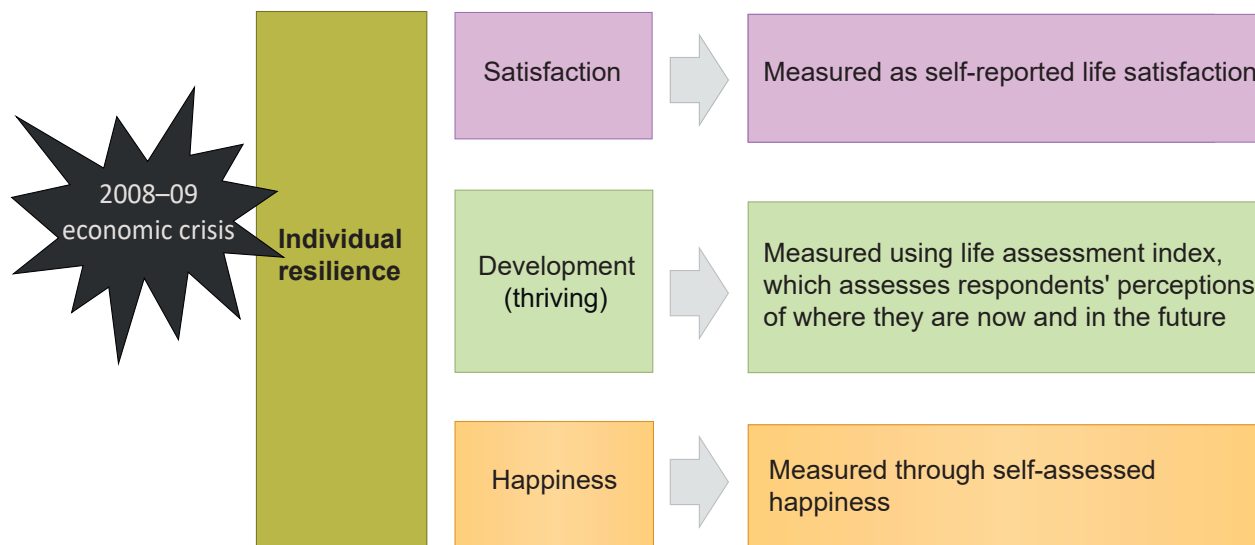 2008–09
economic crisis
Individual
resilience
Satisfaction
Measured as self-reported life satisfaction
Development
(thriving)
Measured using life assessment index,
which assesses respondents' perceptions
of where they are now and in the future
Happiness
Measured through self-assessed
happiness